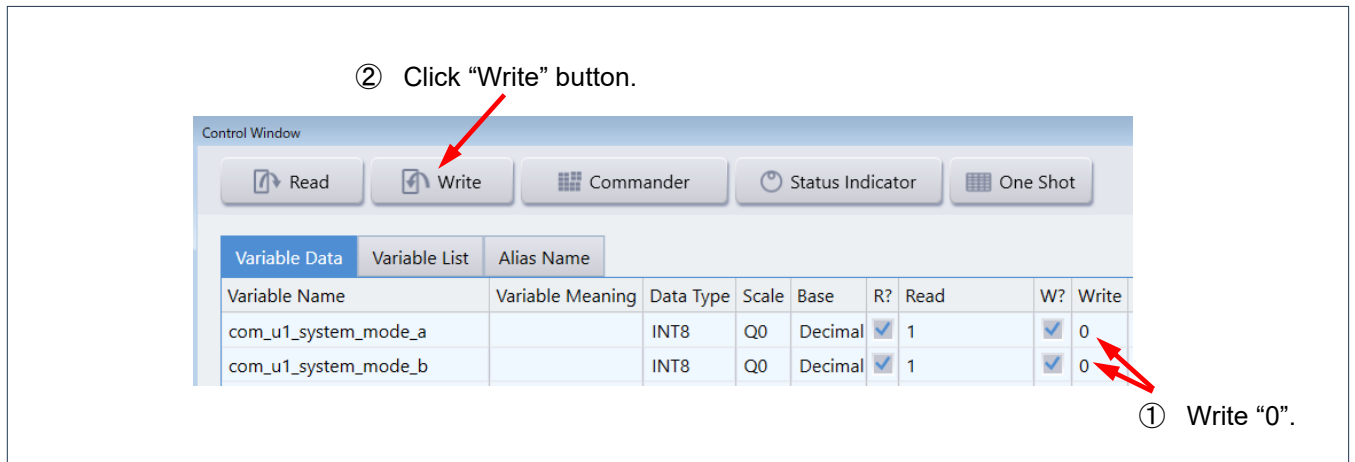 ② Click “Write” button.
Control Window
Read Write Commander Status Indicator One Shot
Variable Data Variable List Alias Name
Variable Name Variable Meaning Data Type Scale Base R? Read W? Write
com_u1_system_mode_a INT8 Q0 Decimal 1 0
com_u1_system_mode_b INT8 Q0 Decimal 1 0
① Write “0”.